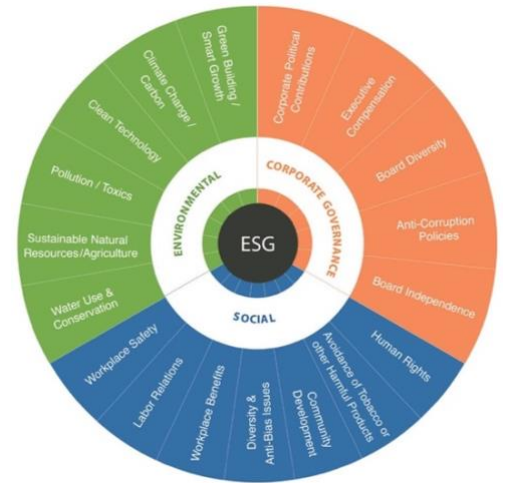 ESG
ENVIRONMENTAL
Green Building /
Smart Growth
Climate Change /
Carbon
Clean Technology
Pollution / Toxics
Sustainable Natural
Resources/Agriculture
Water Use &
Conservation
CORPORATE GOVERNANCE
Corporate Political
Contributions
Executive
Compensation
Board Diversity
Anti-Corruption
Policies
Board Independence
SOCIAL
Workplace Safety
Labor Relations
Workplace Benefits
Diversity &
Anti-Bias Issues
Community
Development
Avoidance of Tobacco or
other Harmful Products
Human Rights